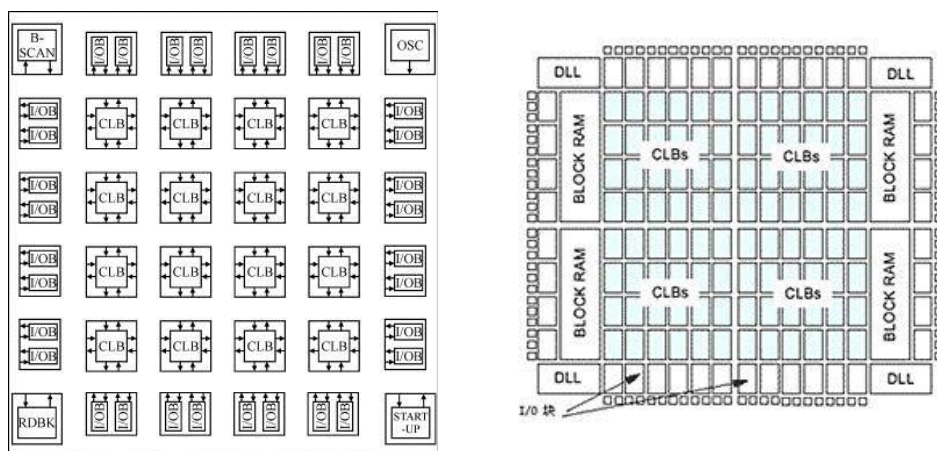 B-
SCAN
I/OB I/OB I/OB I/OB I/OB I/OB I/OB I/OB
OSC
I/OB I/OB
CLB CLB CLB CLB
I/OB I/OB
I/OB I/OB
CLB CLB CLB CLB
I/OB I/OB
I/OB I/OB
CLB CLB CLB CLB
I/OB I/OB
I/OB I/OB
CLB CLB CLB CLB
I/OB I/OB
RDBK
I/OB I/OB I/OB I/OB I/OB I/OB I/OB I/OB
START
-UP
DLL DLL
BLOCK RAM
CLBs CLBs
BLOCK RAM
BLOCK RAM
CLBs CLBs
BLOCK RAM
DLL DLL
I/O 块